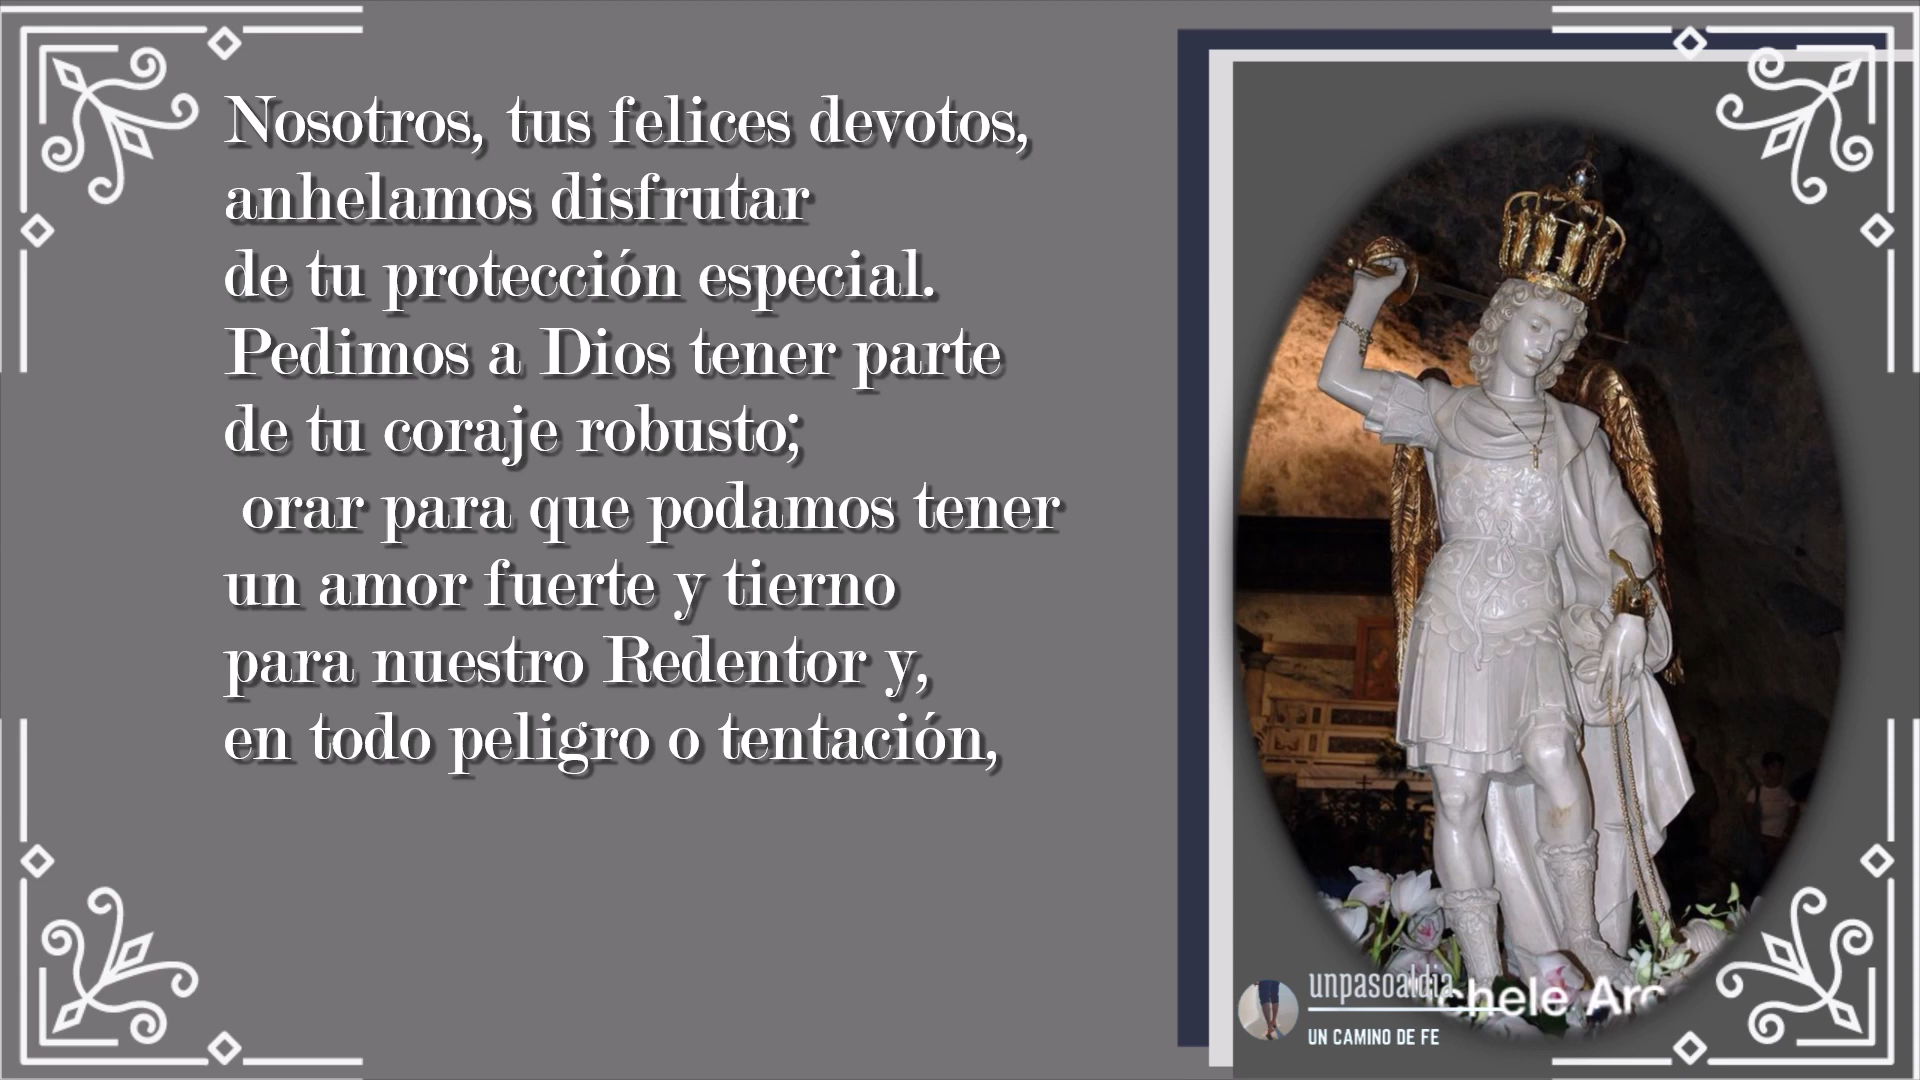 Nosotros, tus felices devotos,
anhelamos disfrutar
de tu protección especial.
Pedimos a Dios tener parte
de tu coraje robusto;
orar para que podamos tener
un amor fuerte y tierno
para nuestro Redentor y,
en todo peligro o tentación,
unpasoaldia
chele Arc
UN CAMINO DE FE